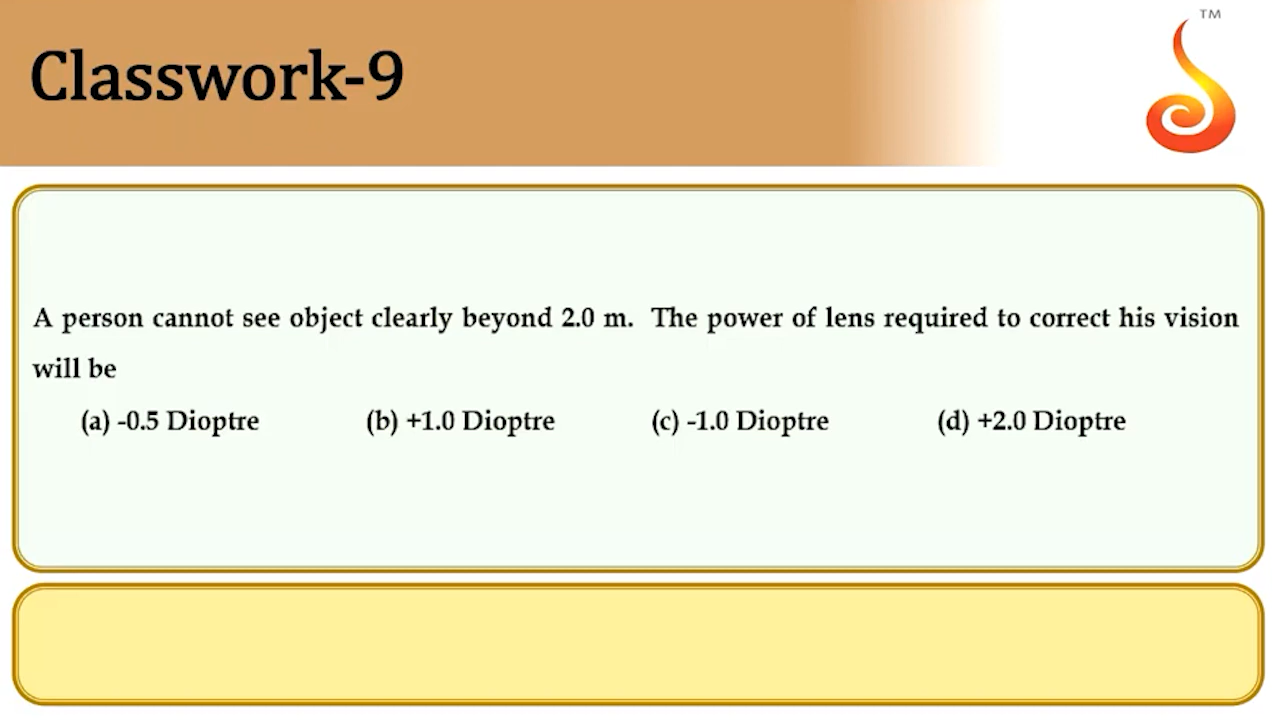 TM
Classwork-9
A person cannot see object clearly beyond 2.0 m. The power of lens required to correct his vision
will be
(a) -0.5 Dioptre (b) +1.0 Dioptre (c) -1.0 Dioptre (d) +2.0 Dioptre